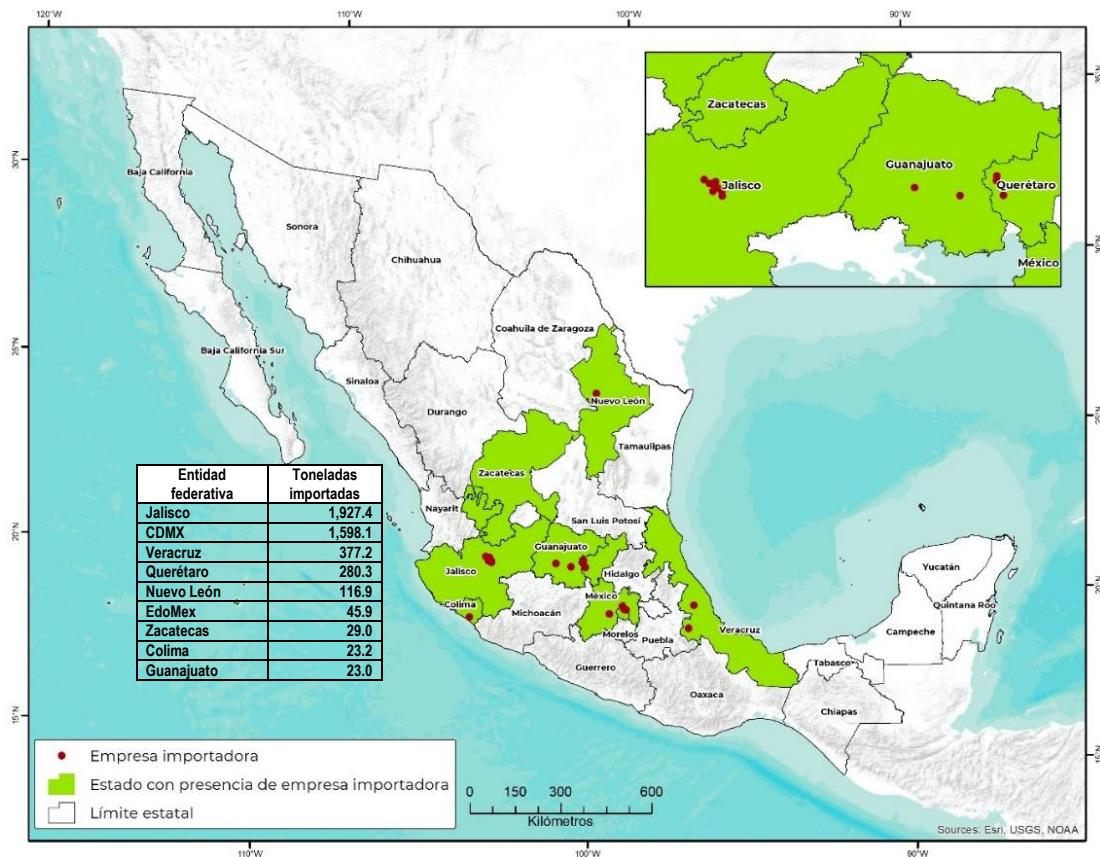 120°W
110°W
100°W
90°W
Zacatecas
Jalisco
Guanajuato
Querétaro
México
30°N
25°N
20°N
15°N
30°N
20°N
Baja California
Sonora
Chihuahua
Coahuila de Zaragoza
Baja California Sur
Sinaloa
Durango
Nuevo León
Tamaulipas
Zacatecas
Nayarit
San Luis Potosí
Guanajuato
Jalisco
Hidalgo
Colima
Michoacán
México
Morelos
Puebla
Veracruz
Guerrero
Oaxaca
Tabasco
Chiapas
Campeche
Yucatán
Quintana Roo
Entidad federativa Toneladas importadas
Jalisco 1,927.4
CDMX 1,598.1
Veracruz 377.2
Querétaro 280.3
Nuevo León 116.9
EdoMex 45.9
Zacatecas 29.0
Colima 23.2
Guanajuato 23.0
Empresa importadora
Estado con presencia de empresa importadora
Límite estatal
0 150 300 600
Kilómetros
Sources: Esri, USGS, NOAA
110°W
100°W
90°W